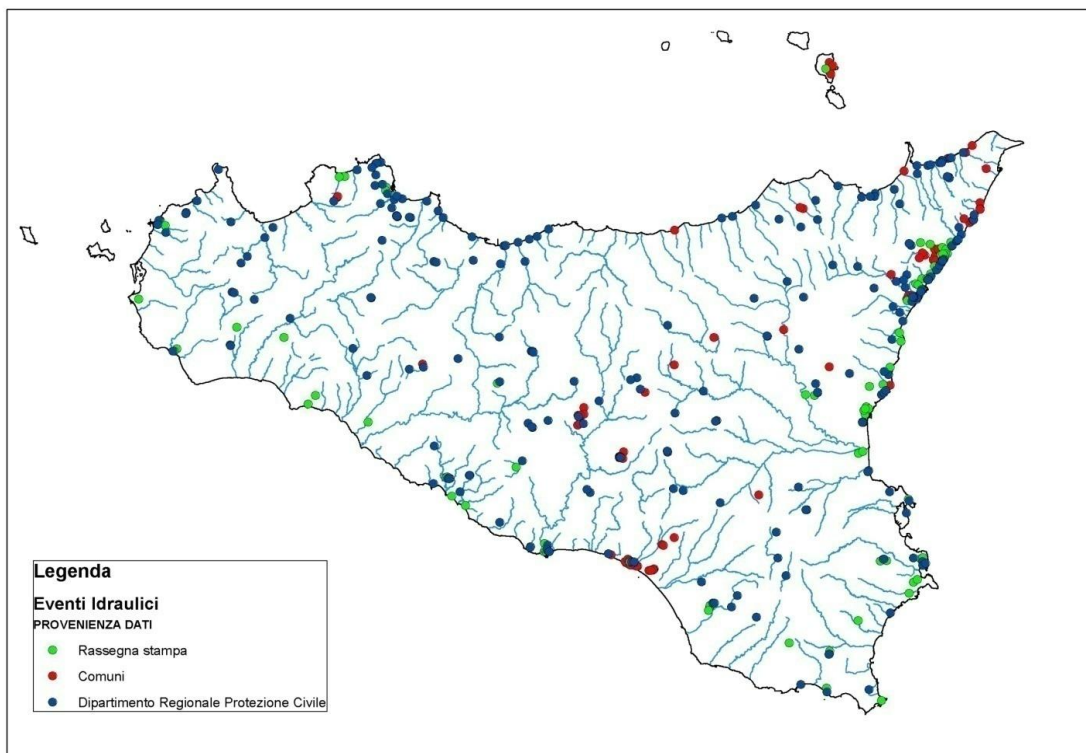 Legenda
Eventi Idraulici
PROVENIENZA DATI
Rassegna stampa
Comuni
Dipartimento Regionale Protezione Civile